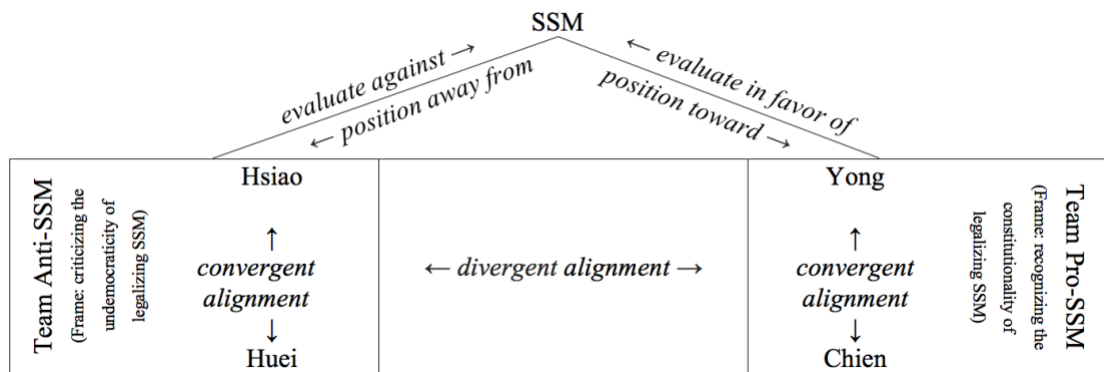 SSM
evaluate against →
← position away from
← evaluate in favor of
position toward →
Team Anti-SSM
(Frame: criticizing the
undemocraticity of
legalizing SSM)
Hsiao
↑
convergent
alignment
↓
Huei
← divergent alignment →
Yong
↑
convergent
alignment
↓
Chien
Team Pro-SSM
(Frame: recognizing the
constitutionality of
legalizing SSM)